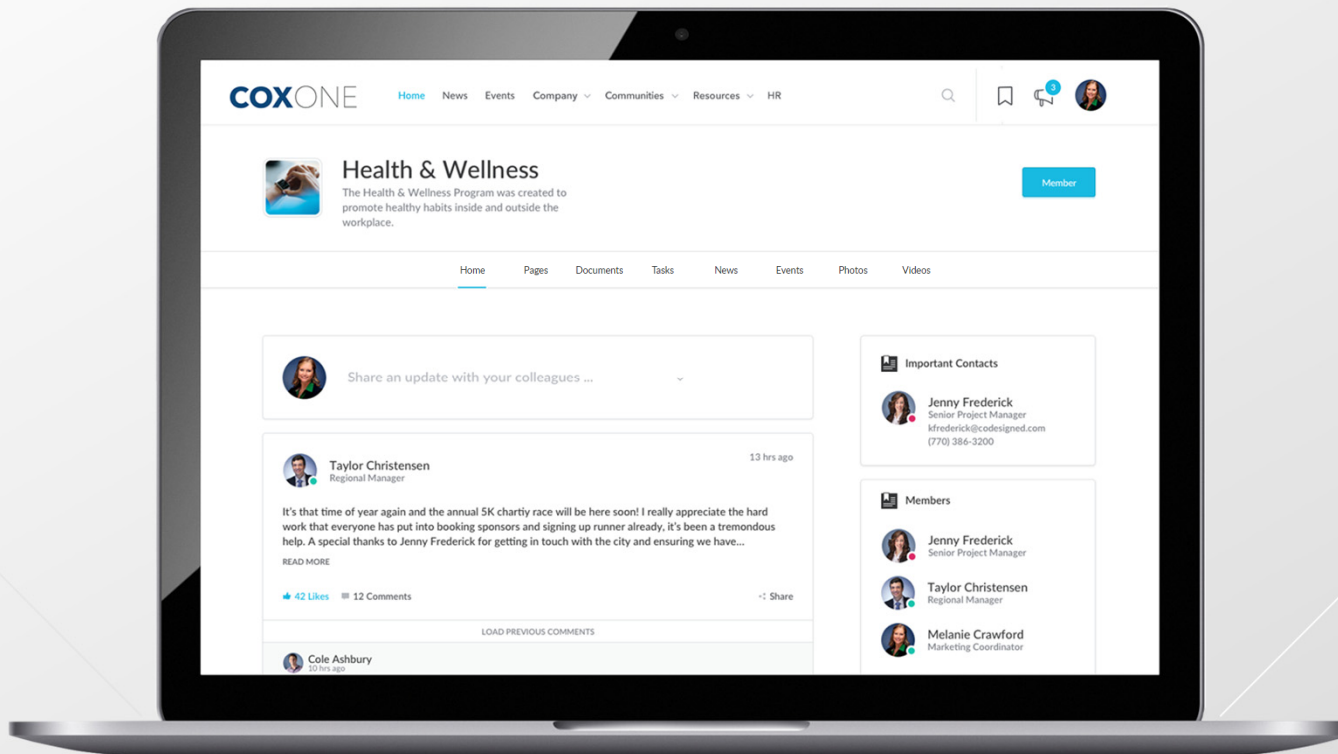 COXONE
Home News Events Company Communities Resources HR
3
Health & Wellness
The Health & Wellness Program was created to
promote healthy habits inside and outside the
workplace.
Member
Home Pages Documents Tasks News Events Photos Videos
Share an update with your colleagues ...
Taylor Christensen
Regional Manager
13 hrs ago
It's that time of year again and the annual 5K chartiy race will be here soon! I really appreciate the hard
work that everyone has put into booking sponsors and signing up runner already, it's been a tremondous
help. A special thanks to Jenny Frederick for getting in touch with the city and ensuring we have...
READ MORE
42 Likes 12 Comments Share
LOAD PREVIOUS COMMENTS
Cole Ashbury
10 hrs ago
Important Contacts
Jenny Frederick
Senior Project Manager
kfrederick@codesigned.com
(770) 386-3200
Members
Jenny Frederick
Senior Project Manager
Taylor Christensen
Regional Manager
Melanie Crawford
Marketing Coordinator